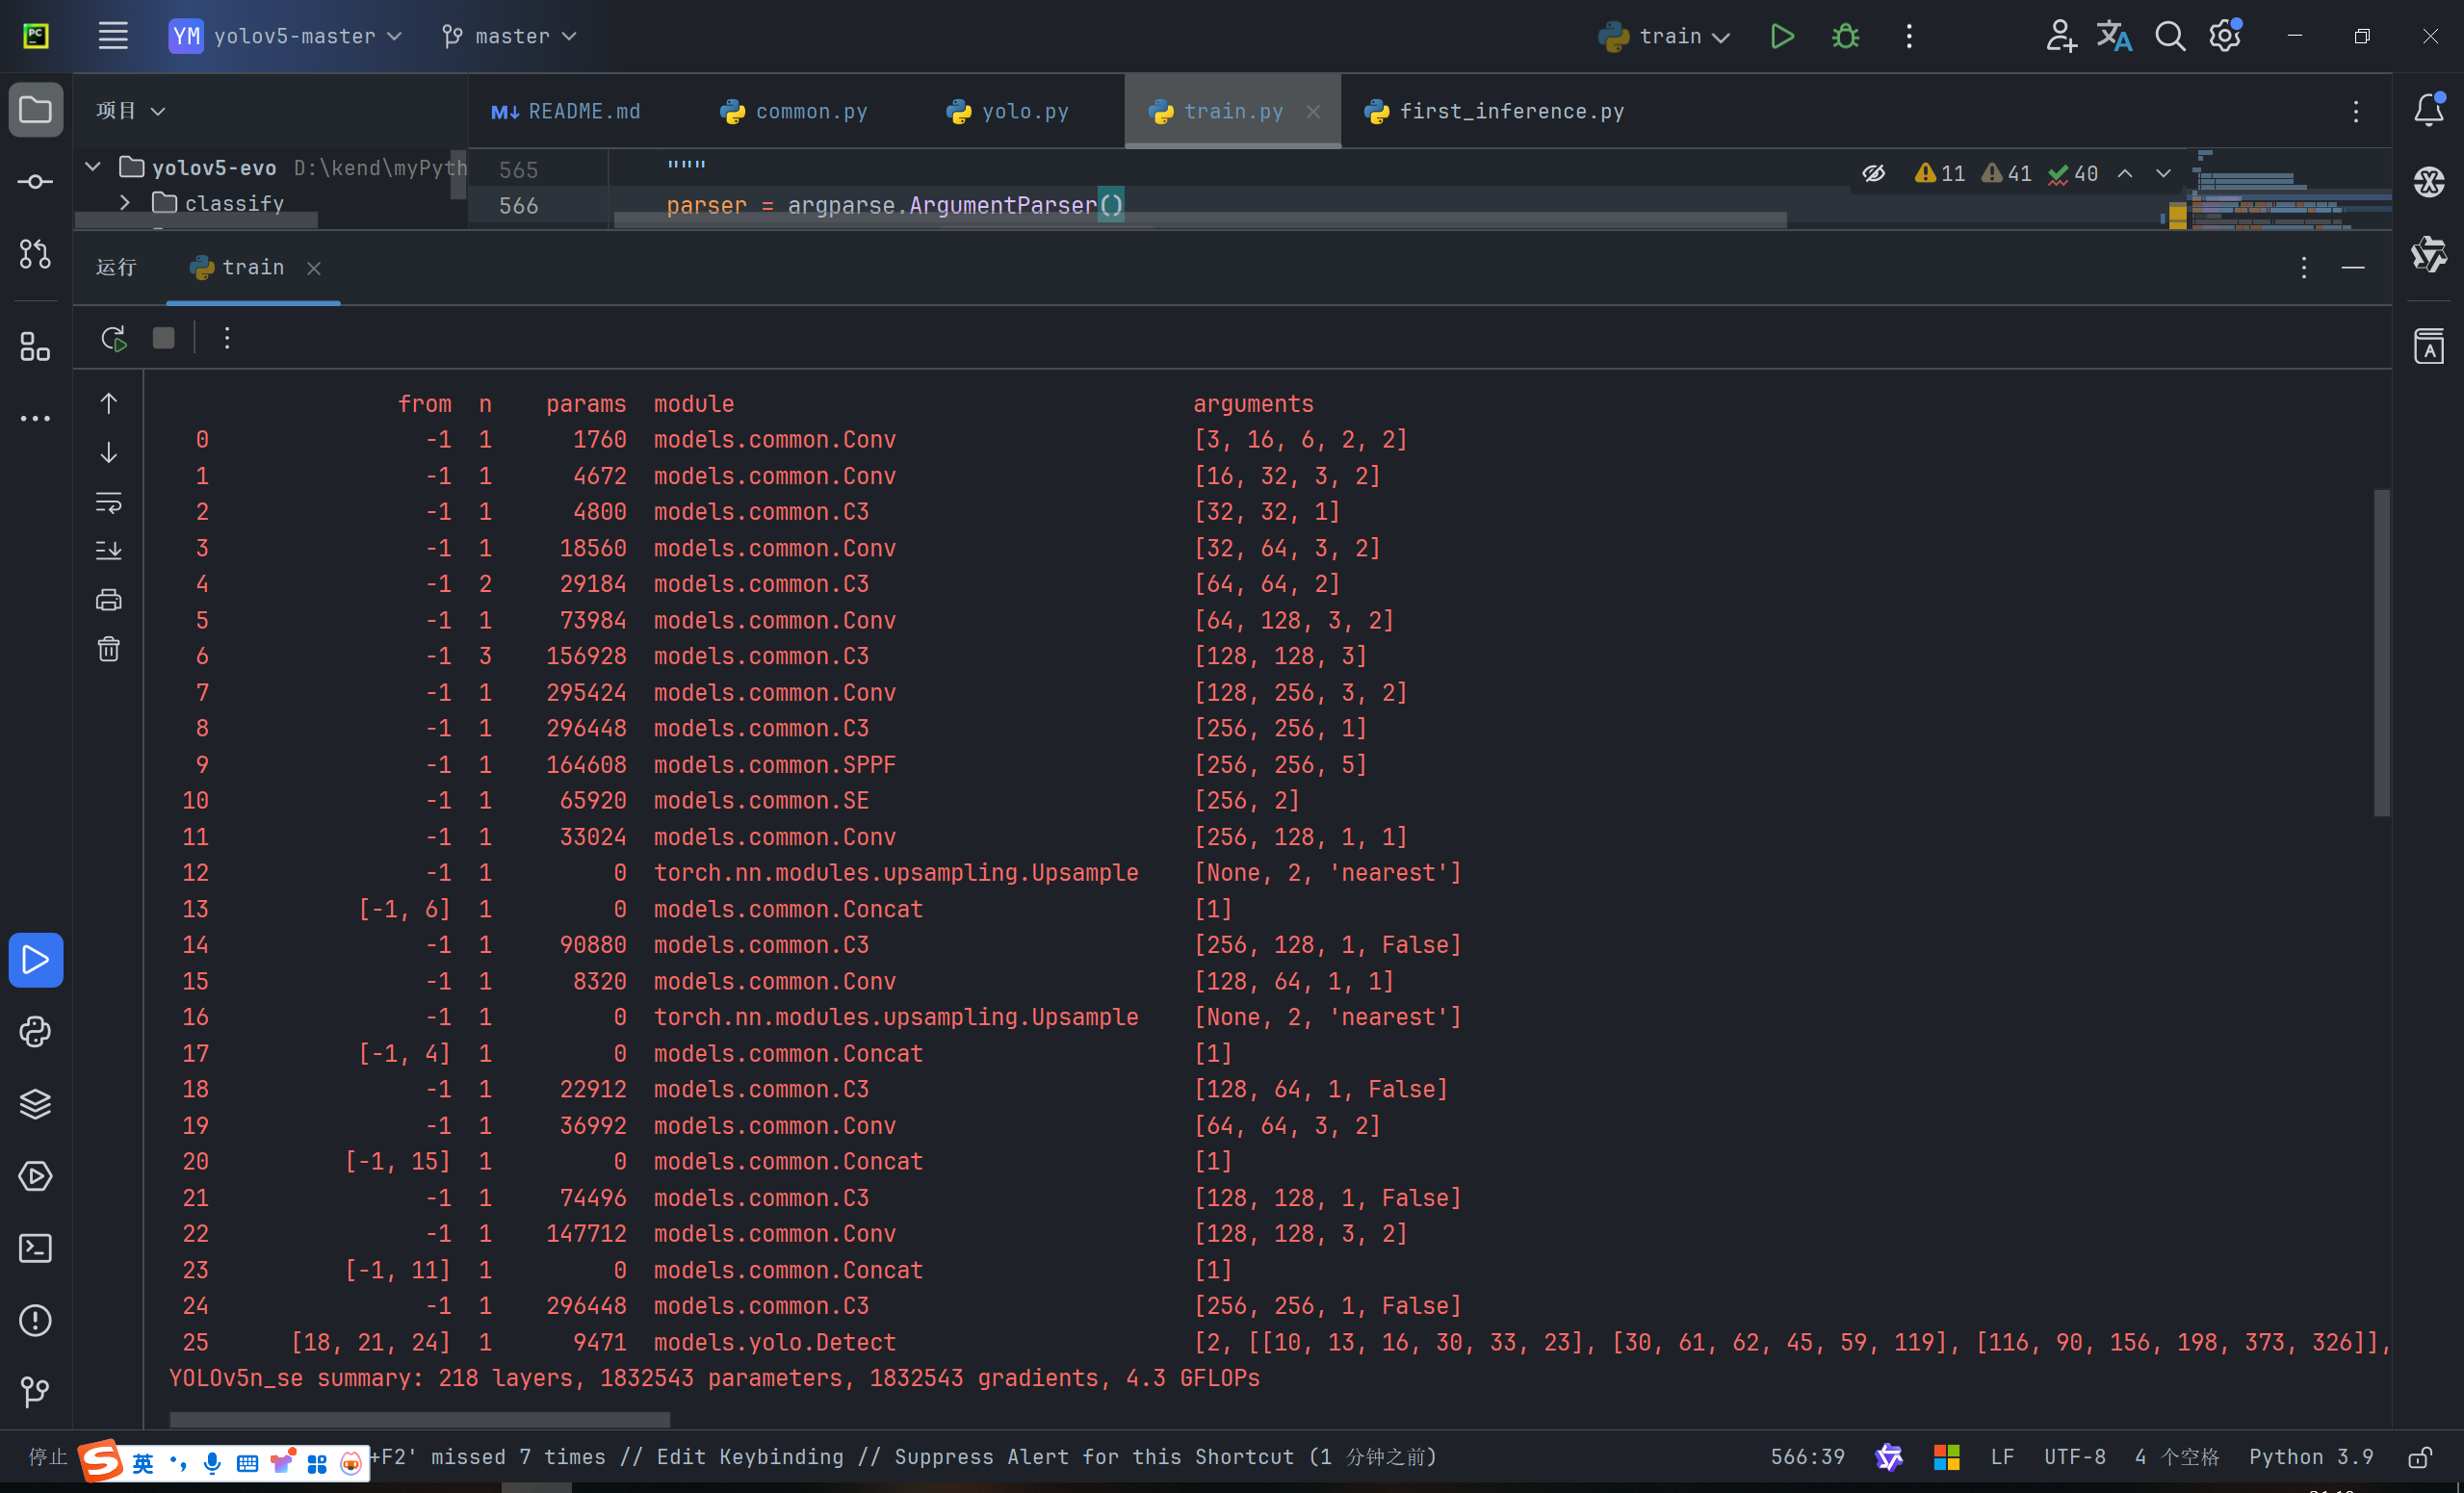 PC YM yolov5-master master train
项目 README.md common.py yolo.py train.py first_inference.py
yolov5-evo D:\kend\myPyth 565 """ 11 41 40
classify 566 parser = argparse.ArgumentParser()
运行 train
from n params module arguments
0 -1 1 1760 models.common.Conv [3, 16, 6, 2, 2]
1 -1 1 4672 models.common.Conv [16, 32, 3, 2]
2 -1 1 4800 models.common.C3 [32, 32, 1]
3 -1 1 18560 models.common.Conv [32, 64, 3, 2]
4 -1 2 29184 models.common.C3 [64, 64, 2]
5 -1 1 73984 models.common.Conv [64, 128, 3, 2]
6 -1 3 156928 models.common.C3 [128, 128, 3]
7 -1 1 295424 models.common.Conv [128, 256, 3, 2]
8 -1 1 296448 models.common.C3 [256, 256, 1]
9 -1 1 164608 models.common.SPPF [256, 256, 5]
10 -1 1 65920 models.common.SE [256, 2]
11 -1 1 33024 models.common.Conv [256, 128, 1, 1]
12 -1 1 0 torch.nn.modules.upsampling.Upsample [None, 2, 'nearest']
13 [-1, 6] 1 0 models.common.Concat [1]
14 -1 1 90880 models.common.C3 [256, 128, 1, False]
15 -1 1 8320 models.common.Conv [128, 64, 1, 1]
16 -1 1 0 torch.nn.modules.upsampling.Upsample [None, 2, 'nearest']
17 [-1, 4] 1 0 models.common.Concat [1]
18 -1 1 22912 models.common.C3 [128, 64, 1, False]
19 -1 1 36992 models.common.Conv [64, 64, 3, 2]
20 [-1, 15] 1 0 models.common.Concat [1]
21 -1 1 74496 models.common.C3 [128, 128, 1, False]
22 -1 1 147712 models.common.Conv [128, 128, 3, 2]
23 [-1, 11] 1 0 models.common.Concat [1]
24 -1 1 296448 models.common.C3 [256, 256, 1, False]
25 [18, 21, 24] 1 9471 models.yolo.Detect [2, [[10, 13, 16, 30, 33, 23], [30, 61, 62, 45, 59, 119], [116, 90, 156, 198, 373, 326]],
YOLOv5n_se summary: 218 layers, 1832543 parameters, 1832543 gradients, 4.3 GFLOPs
停止 英 +F2' missed 7 times // Edit Keybinding // Suppress Alert for this Shortcut (1 分钟之前) 566:39 LF UTF-8 4 个空格 Python 3.9